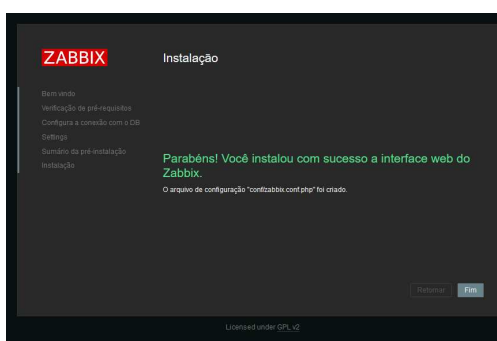 ZABBIX
Instalação
Bem vindo
Verificação de pré-requisitos
Configura a conexão com o DB
Settings
Sumário da pré-instalação
Instalação
Parabéns! Você instalou com sucesso a interface web do
Zabbix.
O arquivo de configuração "conf/zabbix.conf.php" foi criado.
Retornar
Fim
Licensed under GPL v2